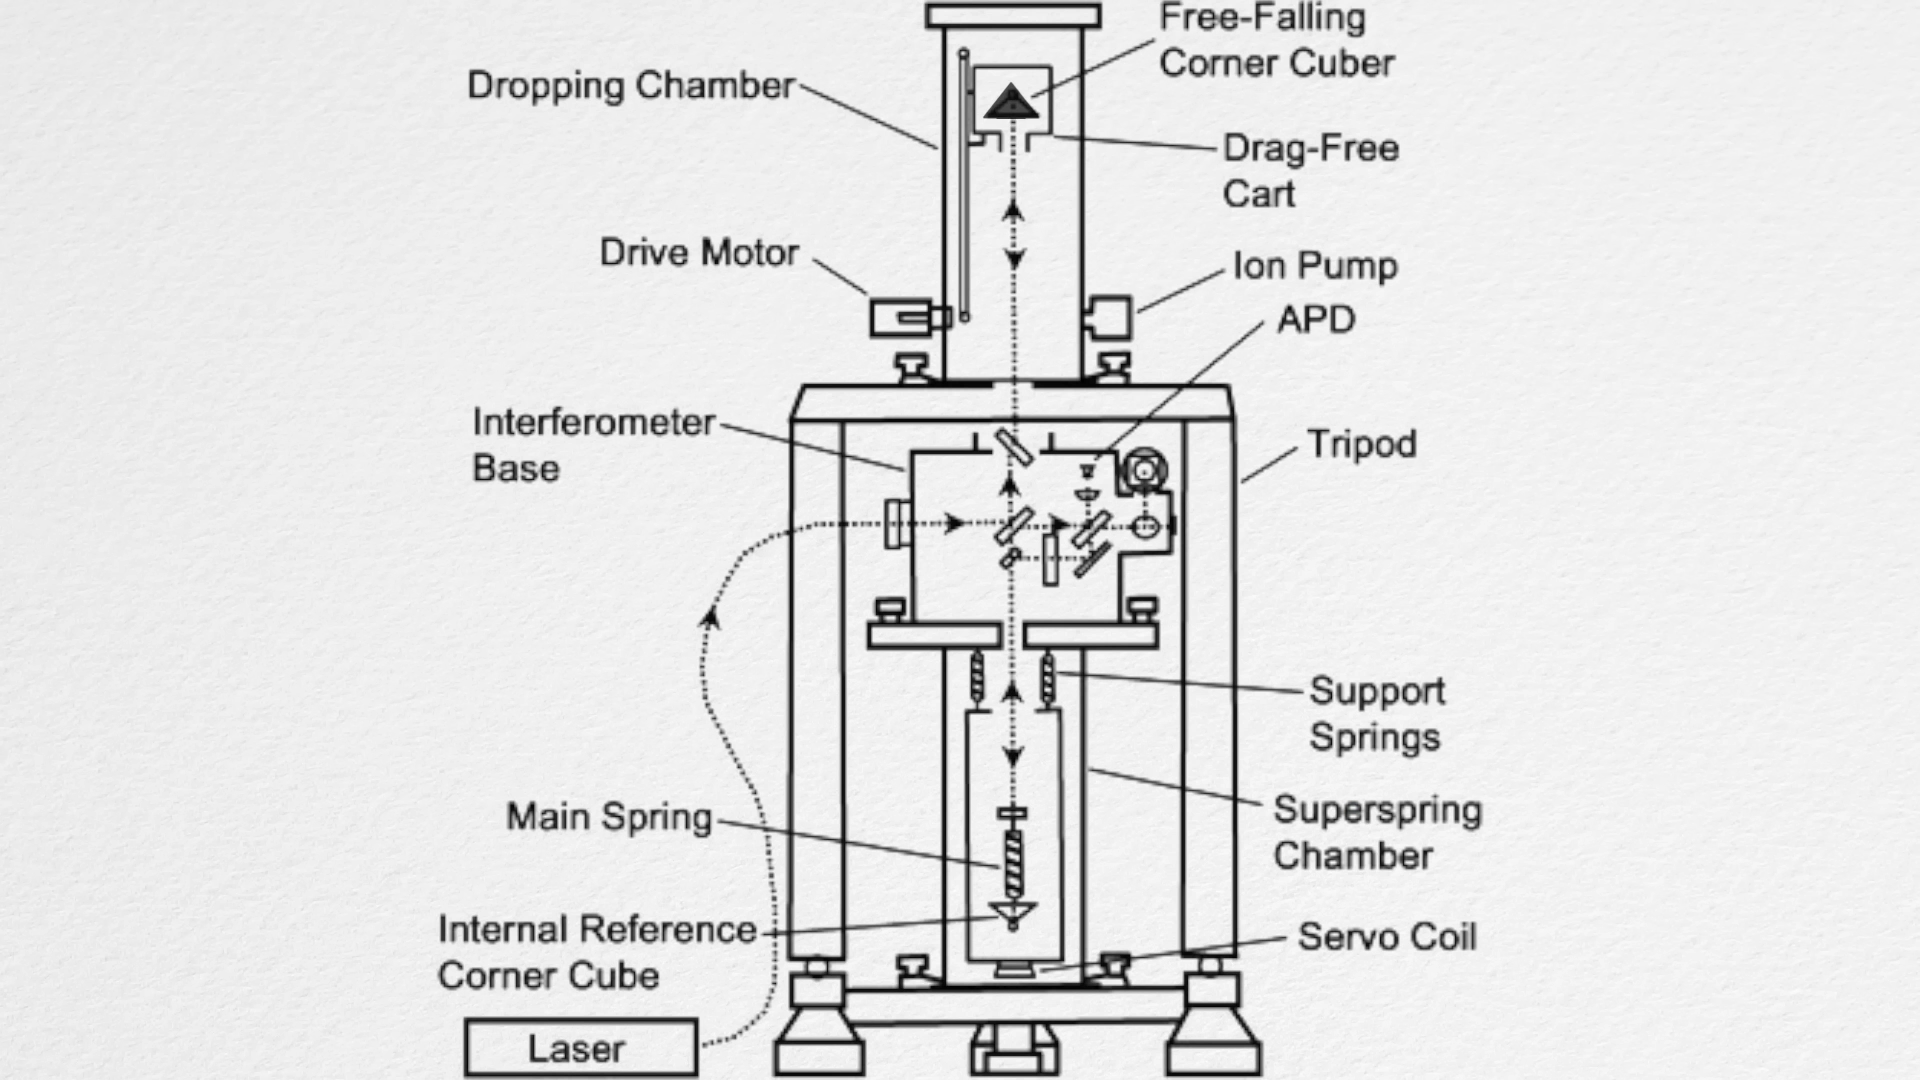 Free-Falling
Corner Cuber
Dropping Chamber
Drag-Free
Cart
Drive Motor
Ion Pump
APD
Interferometer
Base
Tripod
Support
Springs
Main Spring
Superspring
Chamber
Internal Reference
Corner Cube
Servo Coil
Laser